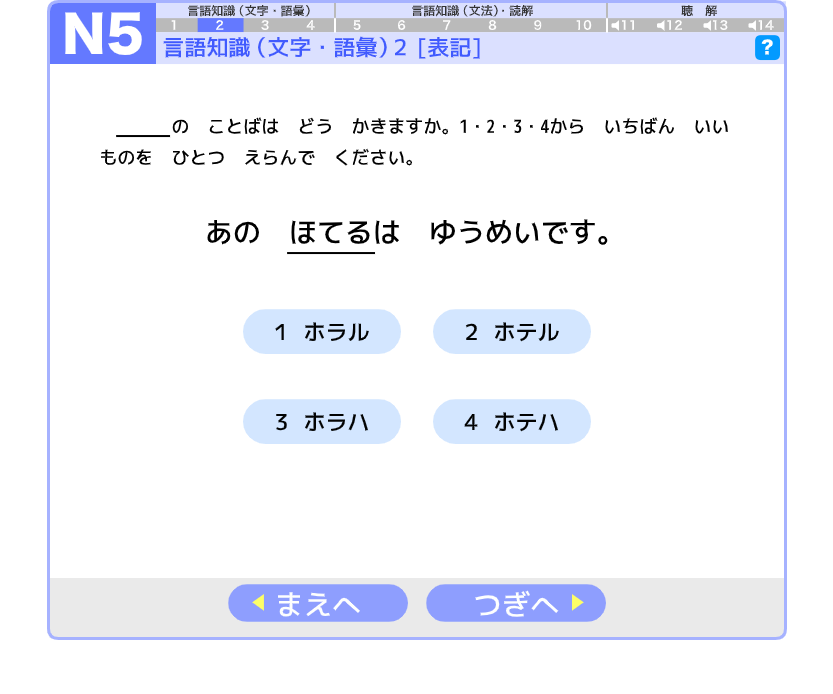 N5
言語知識（文字・語彙） 言語知識（文法）・読解 聴　解
1 2 3 4 5 6 7 8 9 10 11 12 13 14
言語知識（文字・語彙）2 ［表記］ ?
＿＿＿の　ことばは　どう　かきますか。1・2・3・4から　いちばん　いい
ものを　ひとつ　えらんで　ください。
あの　ほてるは　ゆうめいです。
1 ホラル　2 ホテル
3 ホラハ　4 ホテハ
まえへ　つぎへ